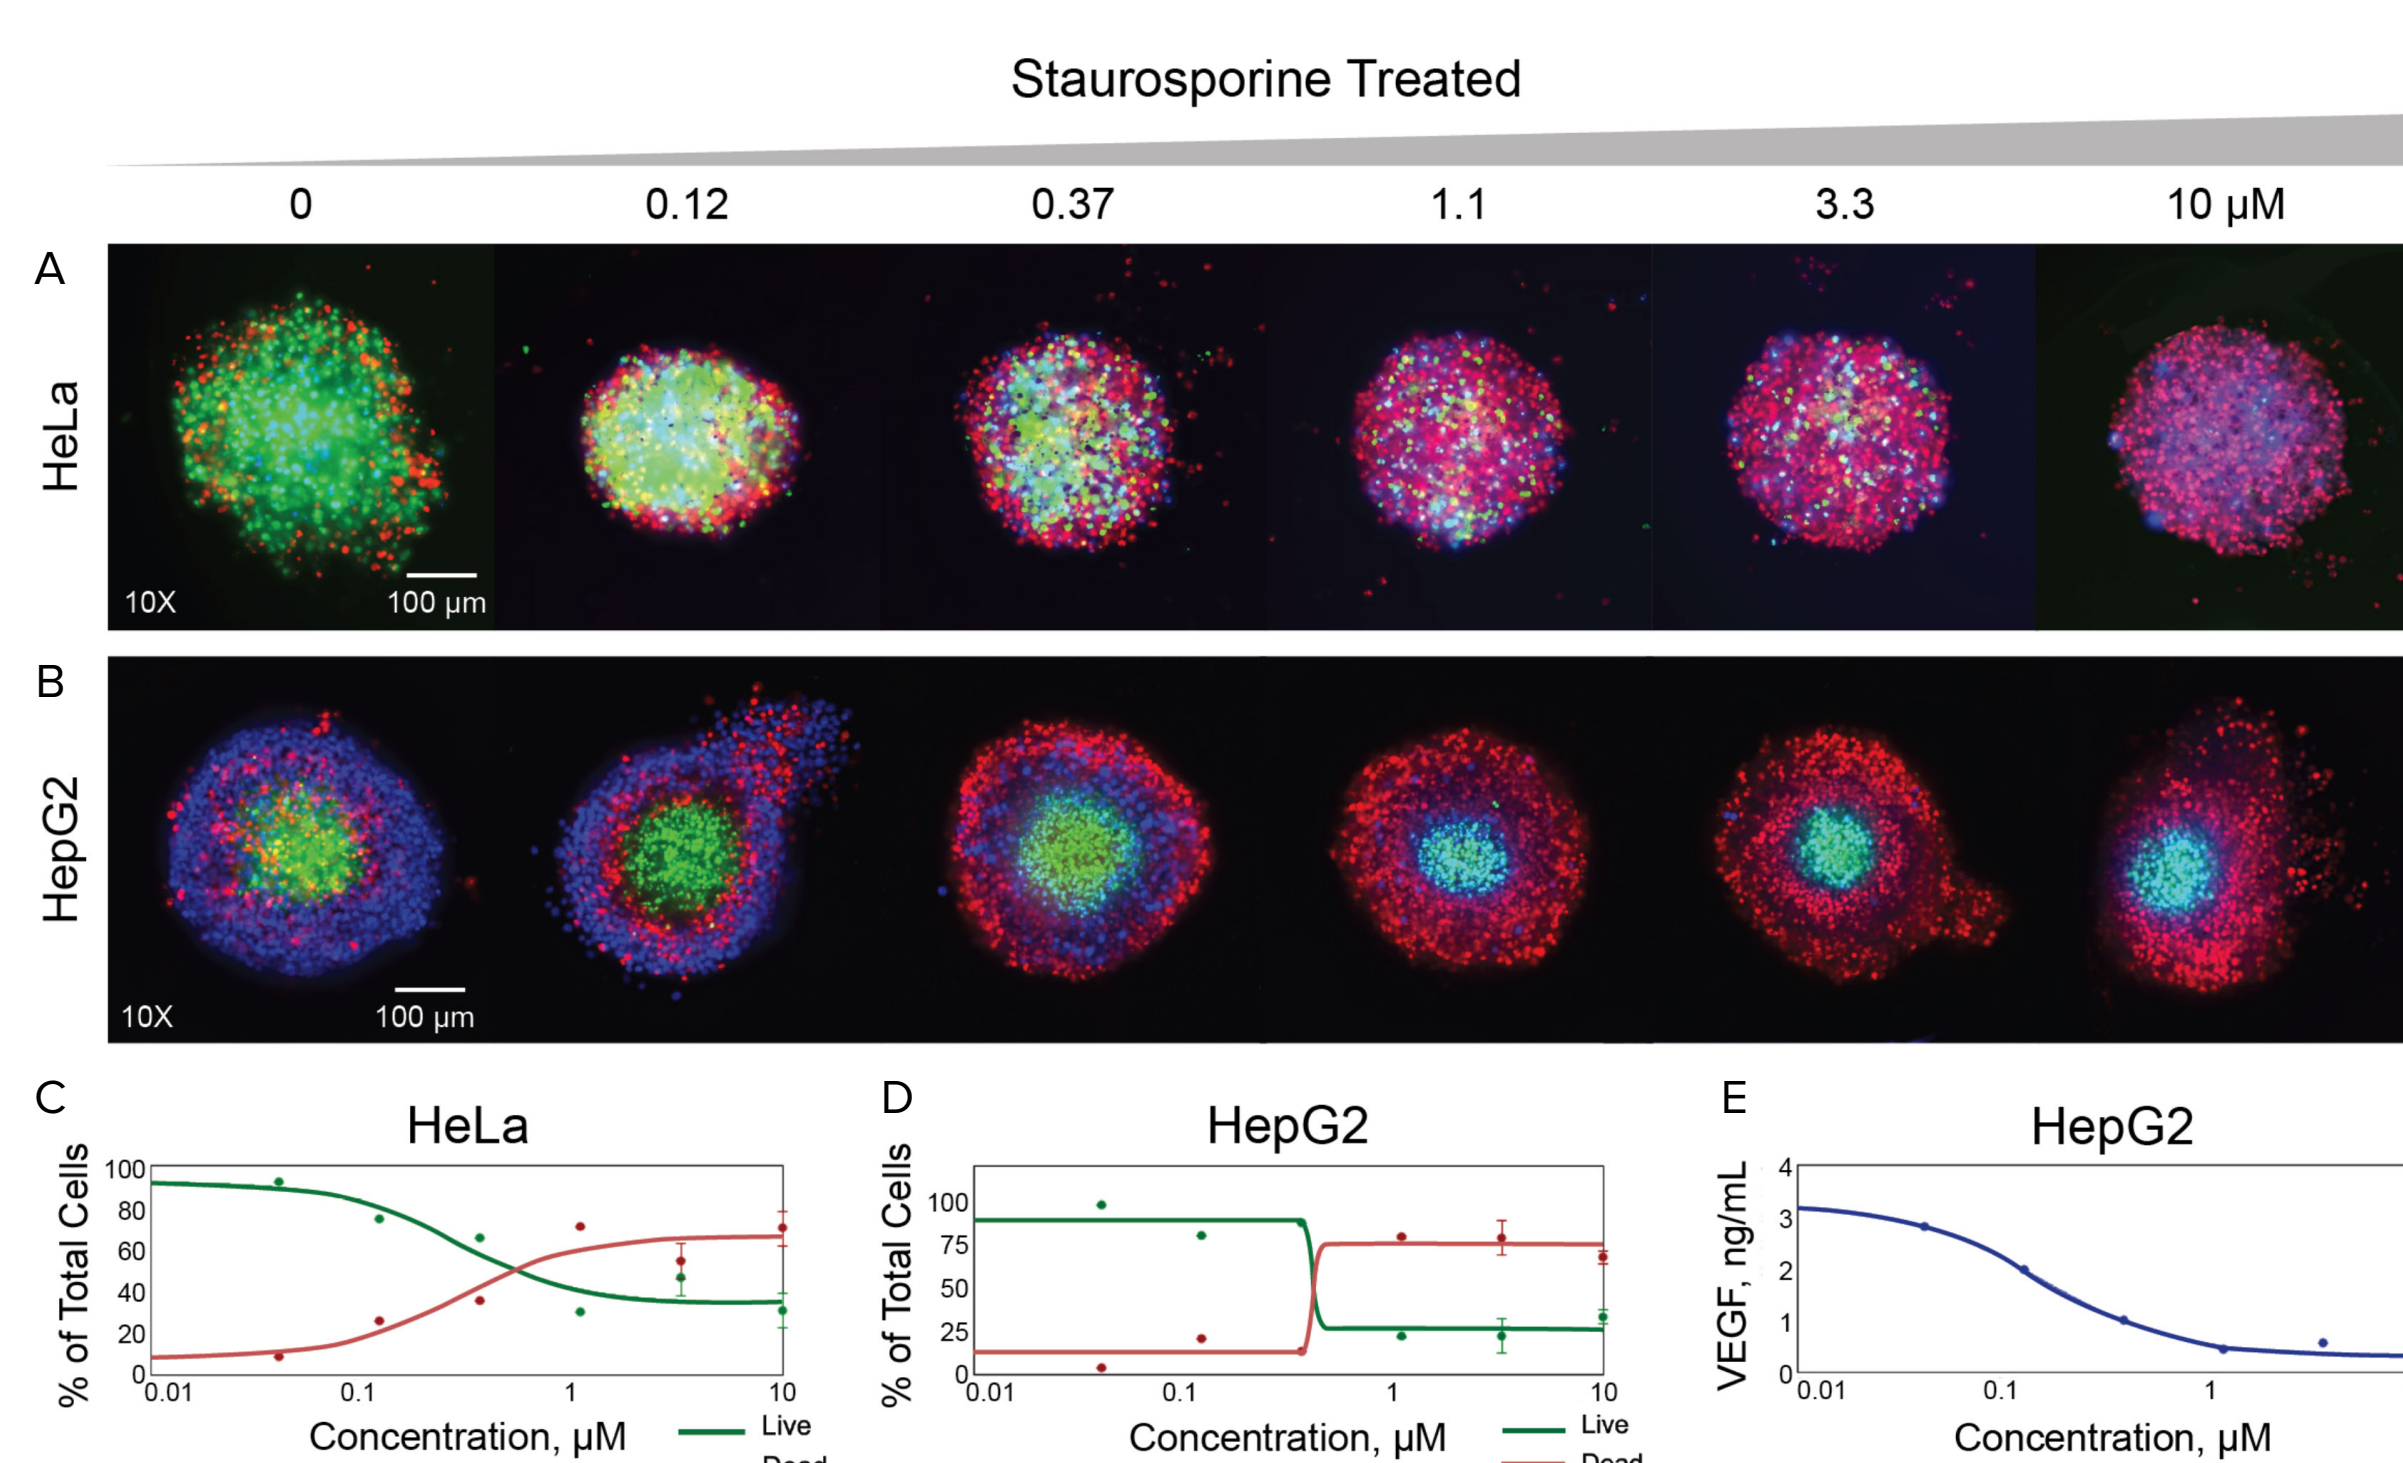 Staurosporine Treated
0 0.12 0.37 1.1 3.3 10 µM
A
HeLa
10X
100 µm
B
HepG2
10X
100 µm
C
HeLa
% of Total Cells
100
80
60
40
20
0
0.01 0.1 1 10
Concentration, µM
Live
Dead
D
HepG2
% of Total Cells
100
75
50
25
0
0.01 0.1 1 10
Concentration, µM
Live
Dead
E
HepG2
VEGF, ng/mL
4
3
2
1
0
0.01 0.1 1
Concentration, µM